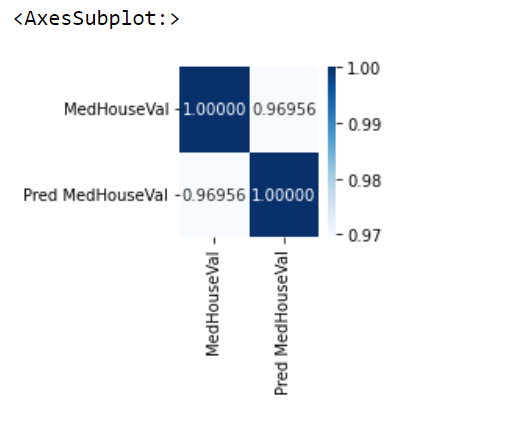 <AxesSubplot:>
1.00
MedHouseVal 1.00000 0.96956
0.99
0.98
Pred MedHouseVal 0.96956 1.00000
0.97
MedHouseVal
Pred MedHouseVal